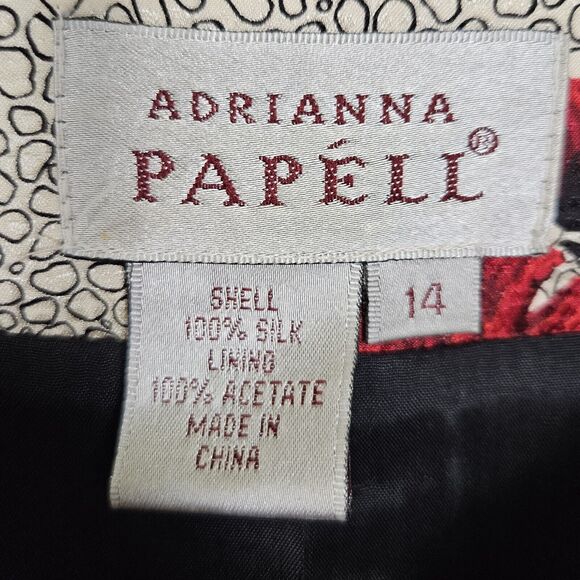 ADRIANNA
PAPÉLL®
14
SHELL
100% SILK
LINING
100% ACETATE
MADE IN
CHINA